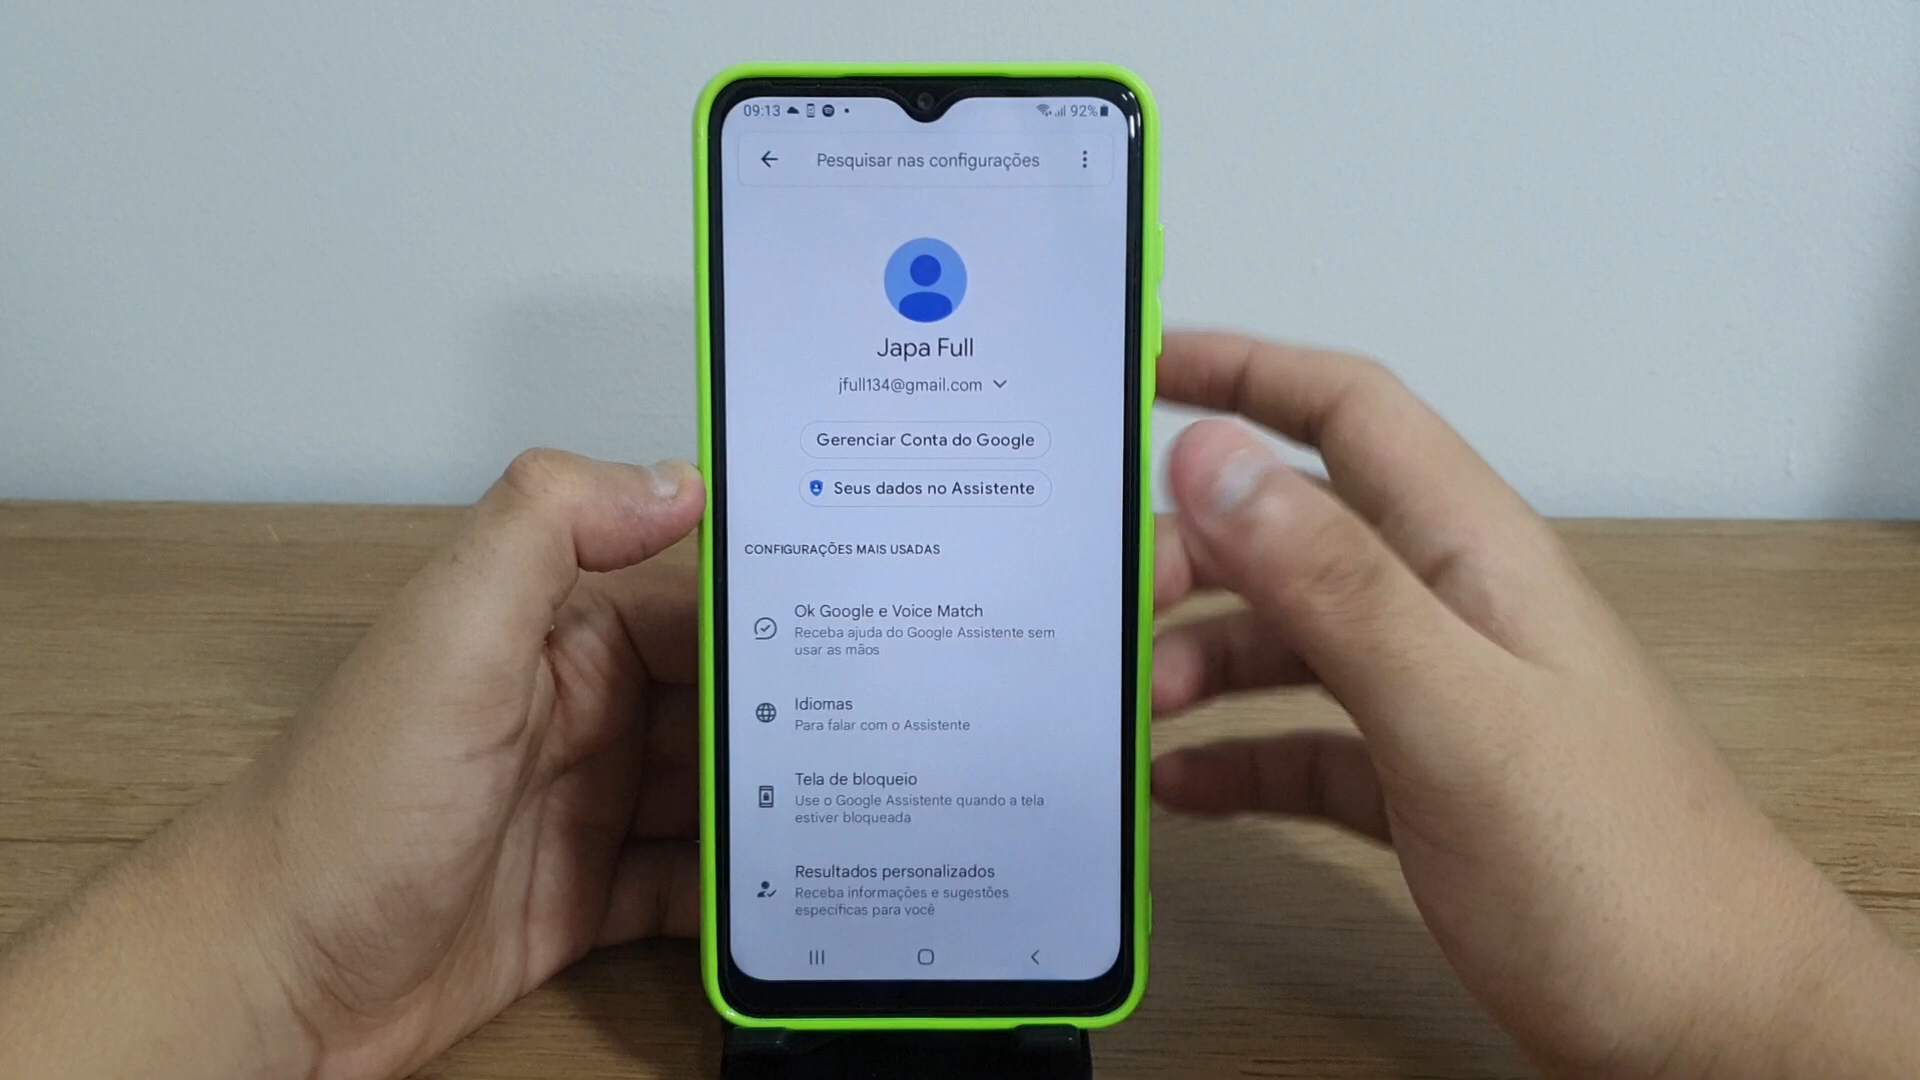 09:13
92%
Pesquisar nas configurações
Japa Full
jfull134@gmail.com
Gerenciar Conta do Google
Seus dados no Assistente
CONFIGURAÇÕES MAIS USADAS
Ok Google e Voice Match
Receba ajuda do Google Assistente sem
usar as mãos
Idiomas
Para falar com o Assistente
Tela de bloqueio
Use o Google Assistente quando a tela
estiver bloqueada
Resultados personalizados
Receba informações e sugestões
específicas para você